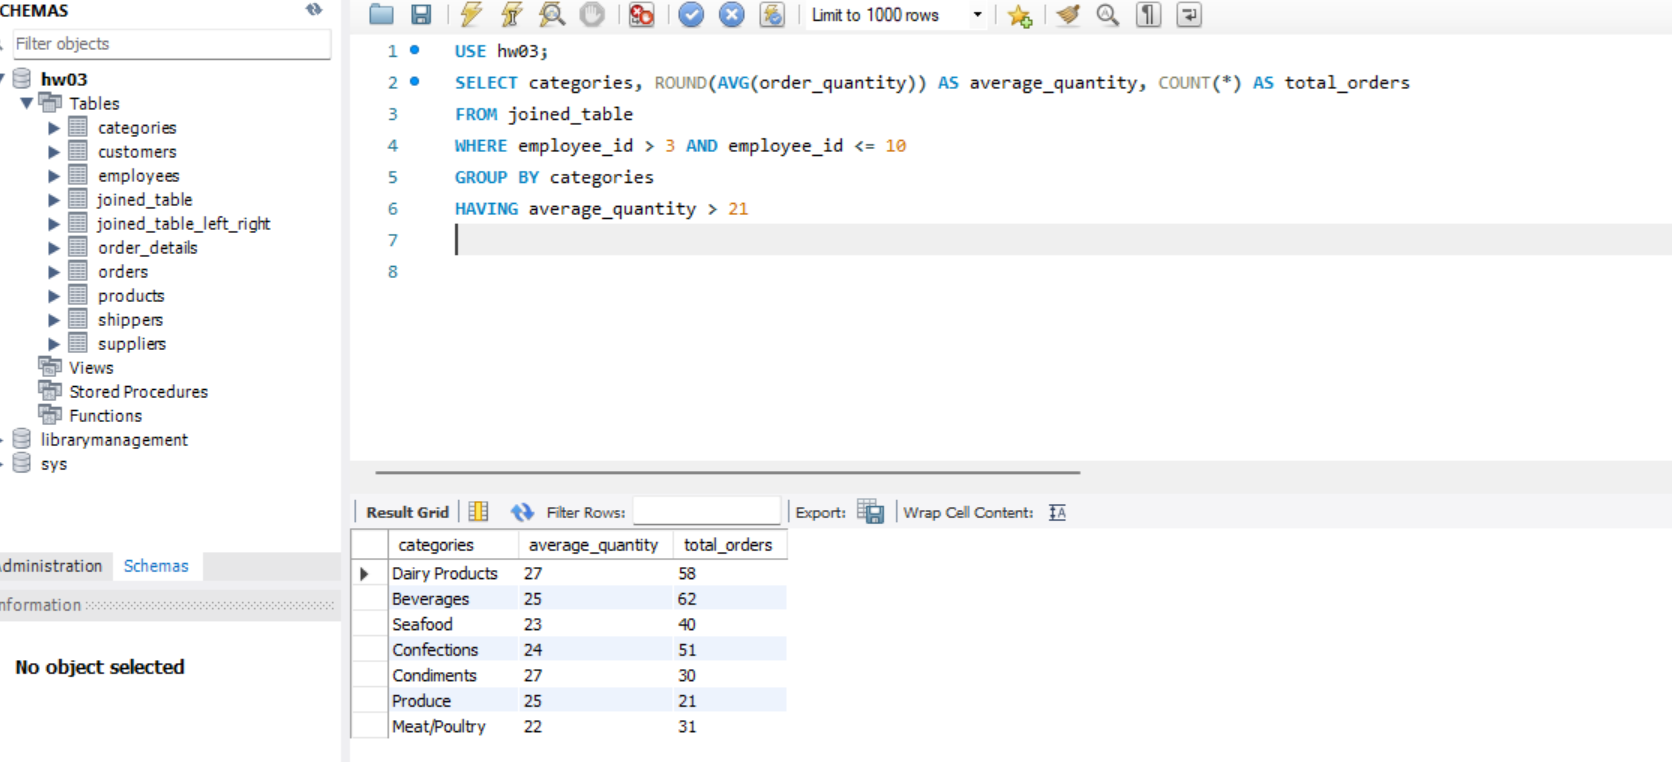 CHEMAS
Filter objects
hw03
Tables
categories
customers
employees
joined_table
joined_table_left_right
order_details
orders
products
shippers
suppliers
Views
Stored Procedures
Functions
librarymanagement
sys
dministration Schemas
nformation
No object selected
Limit to 1000 rows
1 USE hw03;
2 SELECT categories, ROUND(AVG(order_quantity)) AS average_quantity, COUNT(*) AS total_orders
3 FROM joined_table
4 WHERE employee_id > 3 AND employee_id <= 10
5 GROUP BY categories
6 HAVING average_quantity > 21
7
8
Result Grid Filter Rows: Export: Wrap Cell Content:
categories average_quantity total_orders
Dairy Products 27 58
Beverages 25 62
Seafood 23 40
Confections 24 51
Condiments 27 30
Produce 25 21
Meat/Poultry 22 31